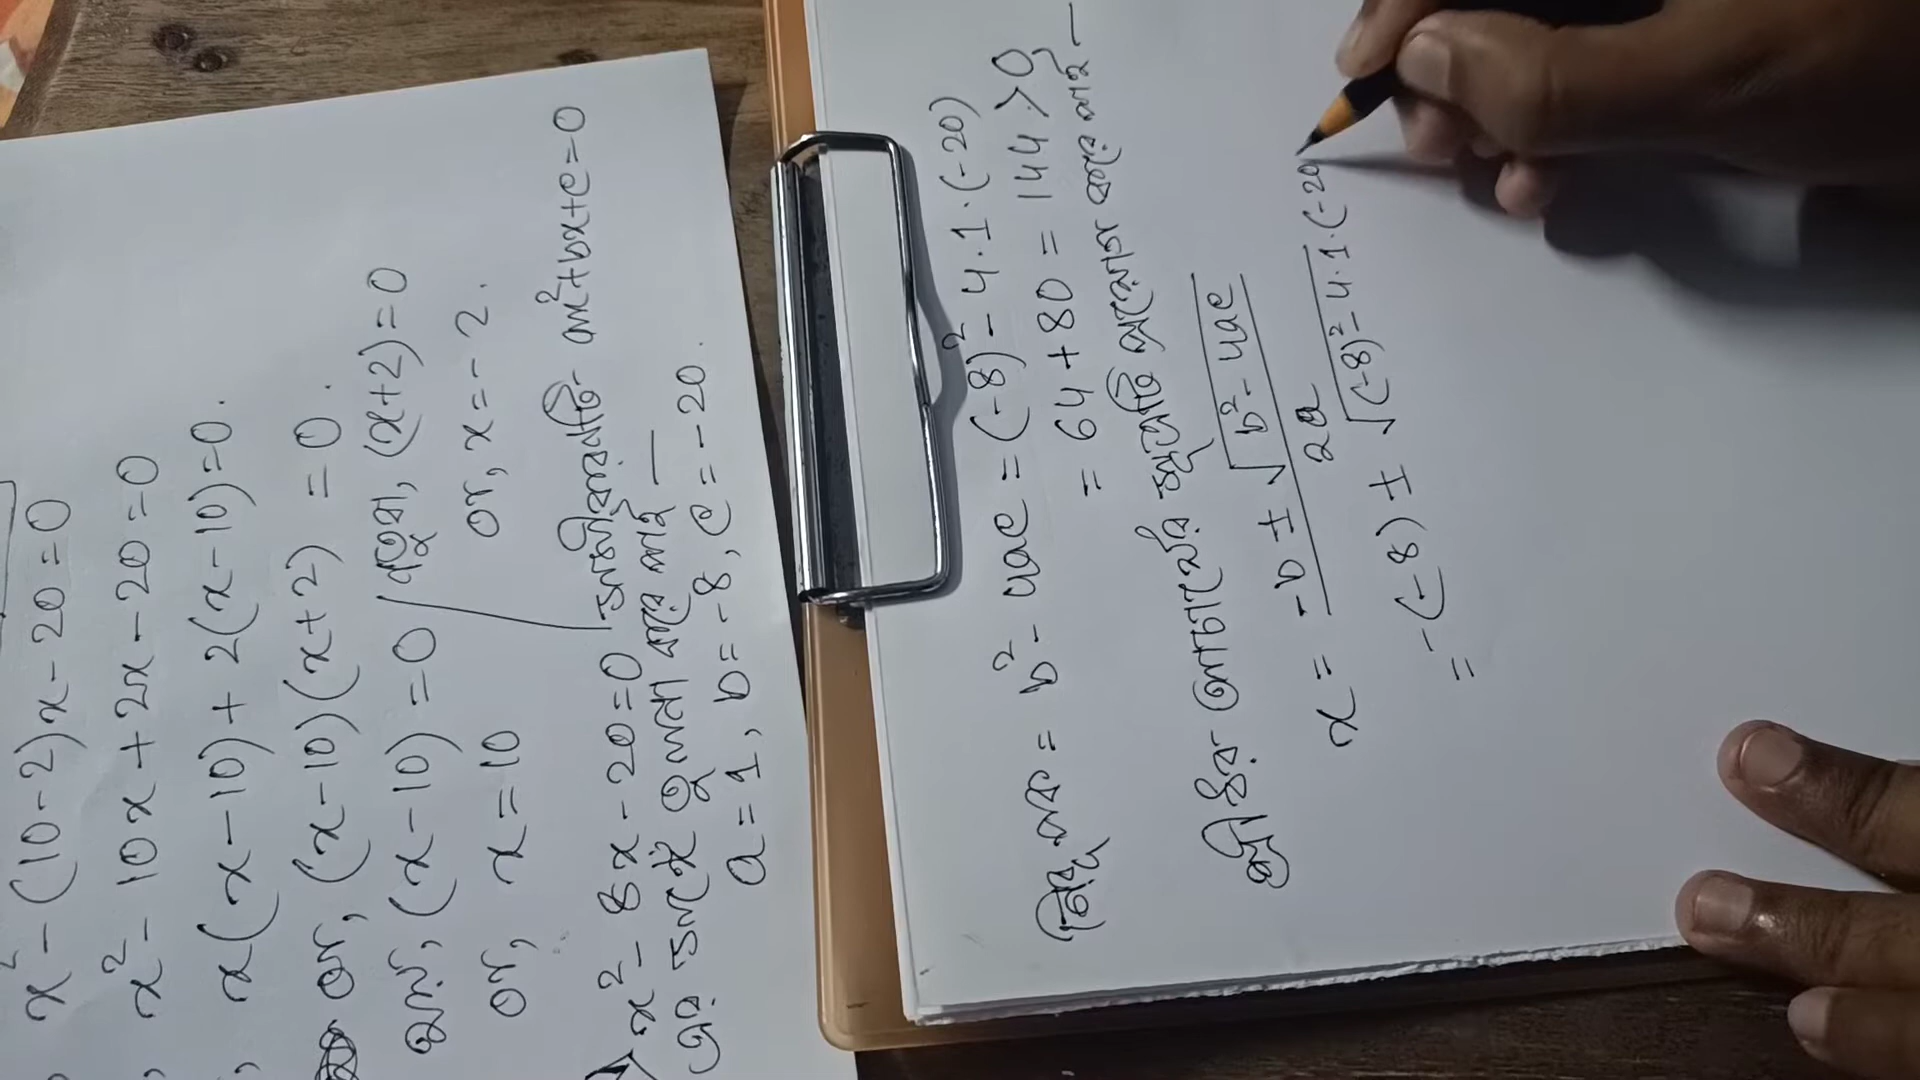 x² - (10-2)x - 20 = 0
, x² - 10x + 2x - 20 = 0
, x(x-10) + 2(x-10) = 0.
or, (x-10)(x+2) = 0.
হয়, (x-10) = 0 / অথবা, (x+2) = 0
or, x = 10 or, x = -2.
x² - 8x - 20 = 0 সমীকরণটি ax²+bx+c=0
এর সঙ্গে তুলনা করে পাই —
a = 1, b = -8, c = -20.
= b² - 4ac = (-8)² - 4·1·(-20)
= 64 + 80 = 144 > 0
শ্রীধর আচার্যের সূত্রটি প্রয়োগ করে পাই —
x = -b ± √b² - 4ac
2a
= -(-8) ± √(-8)² - 4·1·(-20